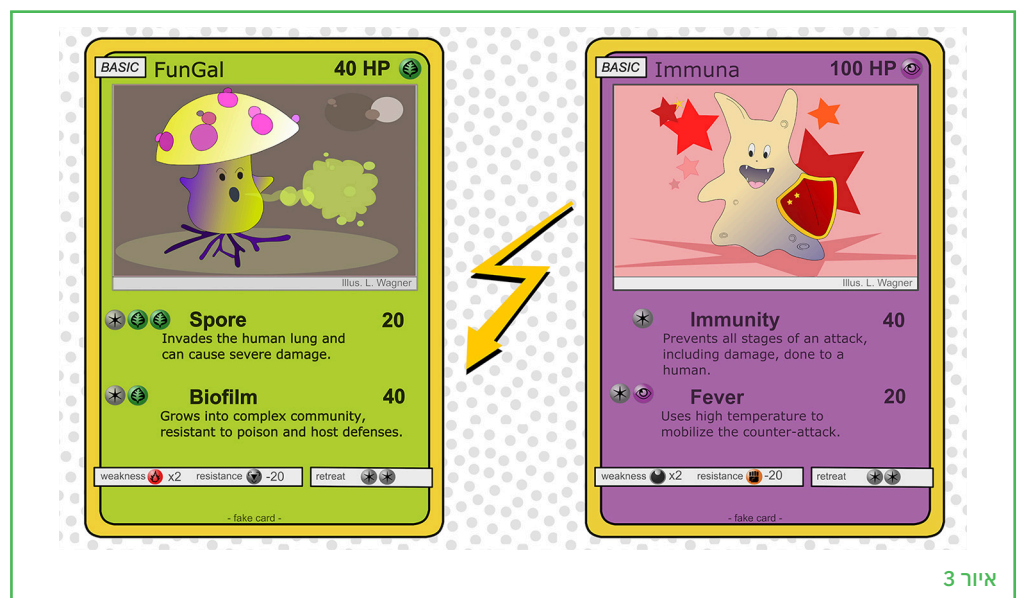 BASIC FunGal 40 HP
Illus. L. Wagner
Spore 20
Invades the human lung and
can cause severe damage.
Biofilm 40
Grows into complex community,
resistant to poison and host defenses.
weakness x2 resistance -20 retreat
- fake card -
BASIC Immuna 100 HP
Illus. L. Wagner
Immunity 40
Prevents all stages of an attack,
including damage, done to a
human.
Fever 20
Uses high temperature to
mobilize the counter-attack.
weakness x2 resistance -20 retreat
- fake card -
איור 3